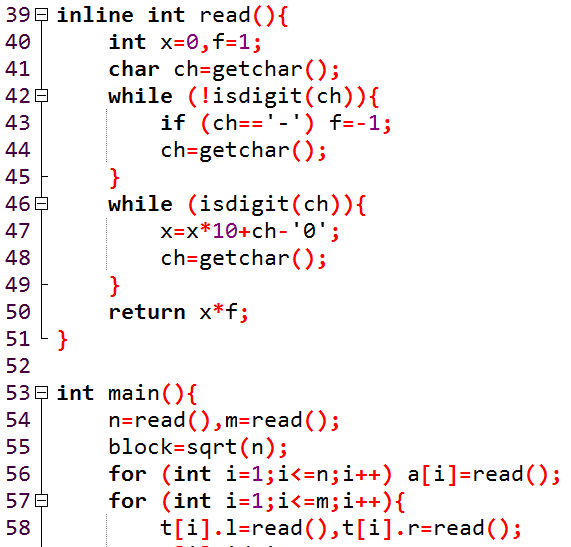 39 inline int read(){
40     int x=0,f=1;
41     char ch=getchar();
42     while (!isdigit(ch)){
43         if (ch=='-') f=-1;
44         ch=getchar();
45     }
46     while (isdigit(ch)){
47         x=x*10+ch-'0';
48         ch=getchar();
49     }
50     return x*f;
51 }
52
53 int main(){
54     n=read(),m=read();
55     block=sqrt(n);
56     for (int i=1;i<=n;i++) a[i]=read();
57     for (int i=1;i<=m;i++){
58         t[i].l=read(),t[i].r=read();